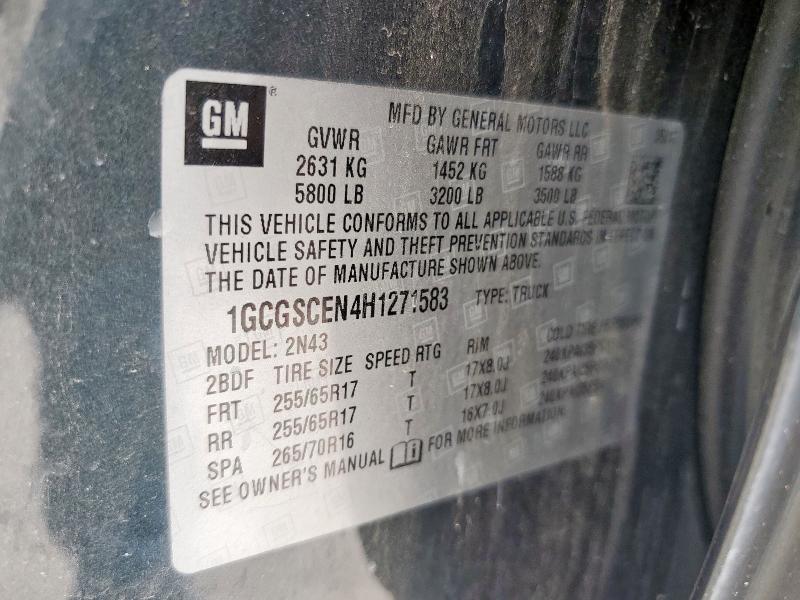 GM
®
MFD BY GENERAL MOTORS LLC
GVWR GAWR FRT GAWR RR
2631 KG 1452 KG 1588 KG
5800 LB 3200 LB 3500 LB
THIS VEHICLE CONFORMS TO ALL APPLICABLE U.S. FEDERAL MOTOR
VEHICLE SAFETY AND THEFT PREVENTION STANDARDS IN EFFECT ON
THE DATE OF MANUFACTURE SHOWN ABOVE.
1GCGSCEN4H1271583 TYPE: TRUCK
MODEL: 2N43
2BDF TIRE SIZE SPEED RTG RIM COLD TIRE
FRT 255/65R17 T 17X8.0J
RR 255/65R17 T 17X8.0J
SPA 265/70R16 T 16X7.0J
SEE OWNER'S MANUAL FOR MORE INFORMATION.